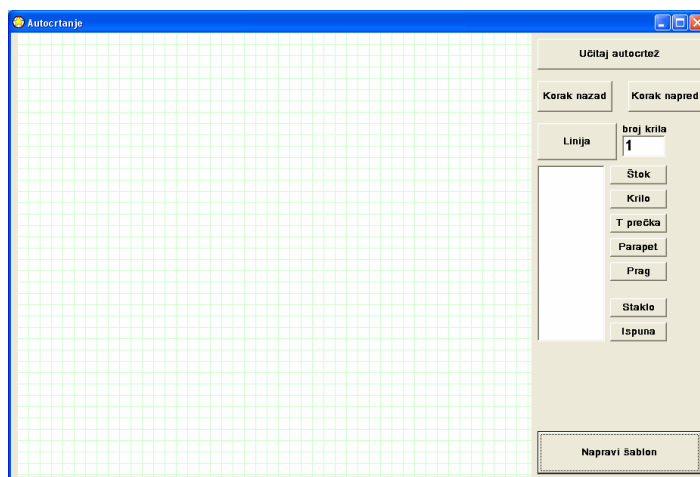 Autocrtanje
Učitaj autocrtež
Korak nazad
Korak napred
Linija
broj krila
1
Štok
Krilo
T prečka
Parapet
Prag
Staklo
Ispuna
Napravi šablon